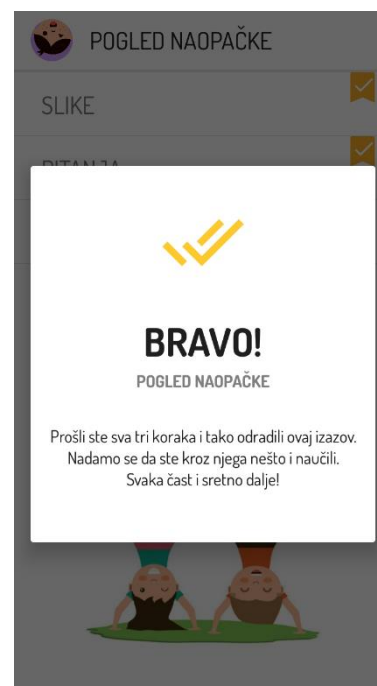 POGLED NAOPAČKE
SLIKE
PITANJA
BRAVO!
POGLED NAOPAČKE
Prošli ste sva tri koraka i tako odradili ovaj izazov.
Nadamo se da ste kroz njega nešto i naučili.
Svaka čast i sretno dalje!